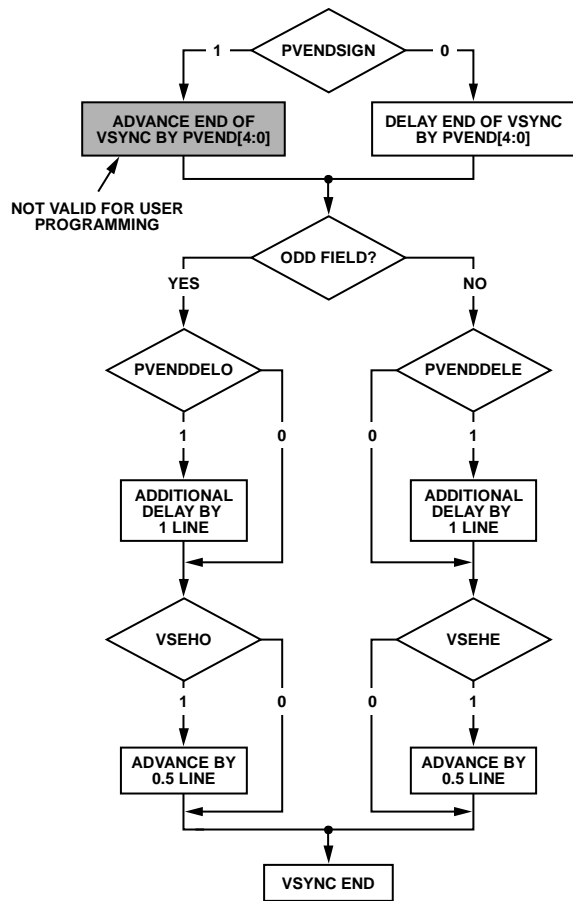 PVENDSIGN
1
0
ADVANCE END OF
VSYNC BY PVEND[4:0]
DELAY END OF VSYNC
BY PVEND[4:0]
NOT VALID FOR USER
PROGRAMMING
ODD FIELD?
YES
NO
PVENDDELO
PVENDDELE
1
0
0
1
ADDITIONAL
DELAY BY
1 LINE
ADDITIONAL
DELAY BY
1 LINE
VSEHO
VSEHE
1
0
0
1
ADVANCE BY
0.5 LINE
ADVANCE BY
0.5 LINE
VSYNC END